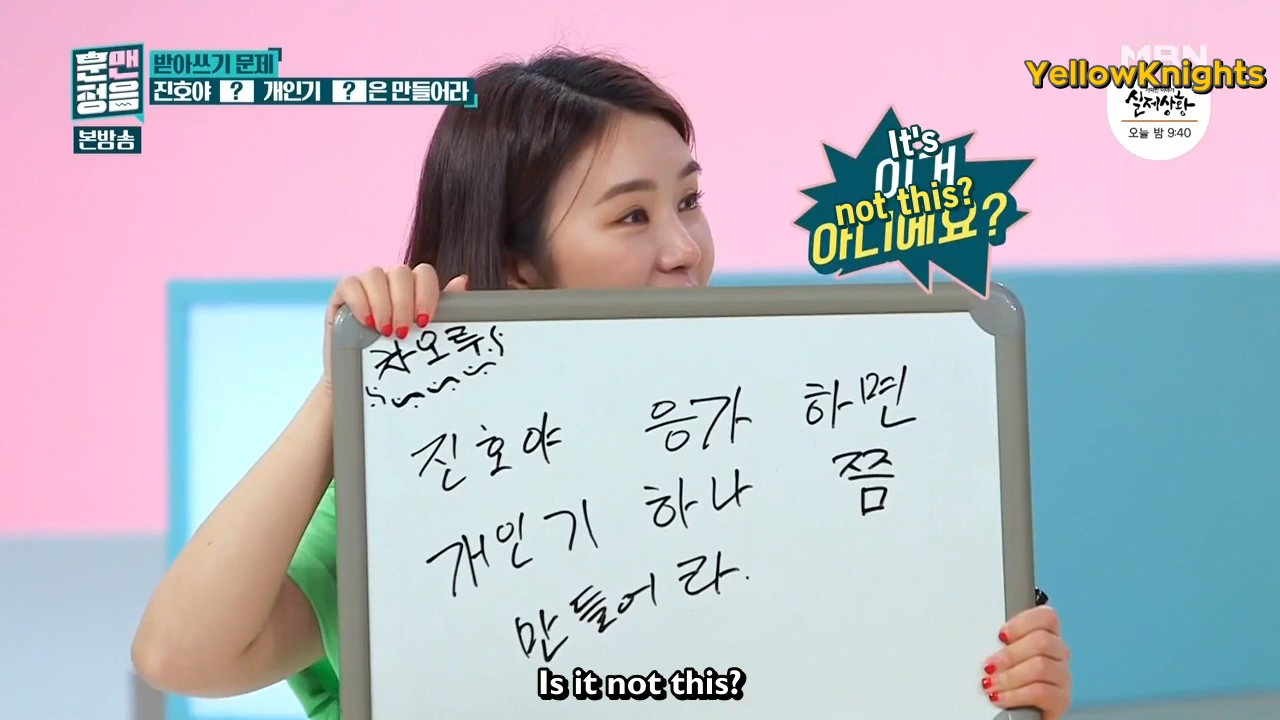 훈맨
정음
본방송
받아쓰기 문제
진호야 ? 개인기 ? 은 만들어라
MBN
YellowKnights
실제상황
오늘 밤 9:40
It's
not this?
아니에요?
차오루
진호야 응가 하면
개인기 하나 쯤
만들어라.
Is it not this?